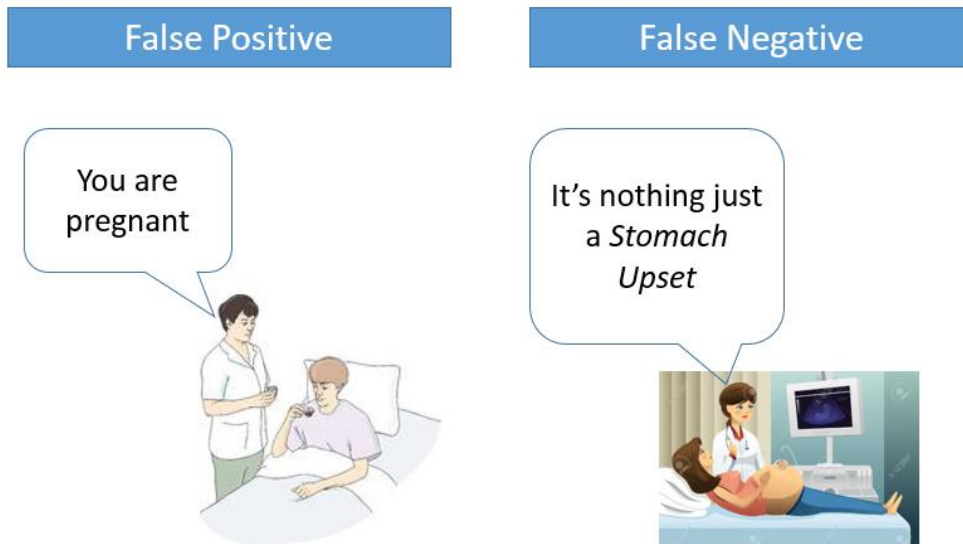 False Positive
False Negative
You are
pregnant
It's nothing just
a Stomach
Upset